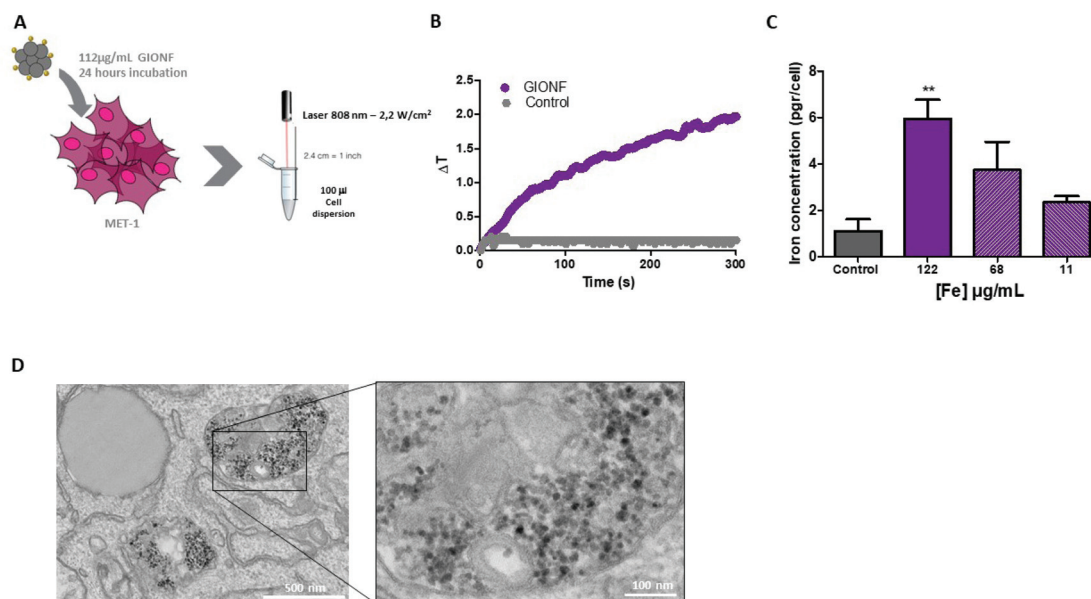 A
112µg/mL GIONF
24 hours incubation
MET-1
Laser 808 nm – 2,2 W/cm²
2.4 cm = 1 inch
100 µl
Cell
dispersion
B
GIONF
Control
2.5
2.0
1.5
1.0
0.5
0.0
ΔT
0
100
200
300
Time (s)
C
**
8
6
4
2
0
Iron concentration (pgr/cell)
Control
122
68
11
[Fe] µg/mL
D
500 nm
100 nm